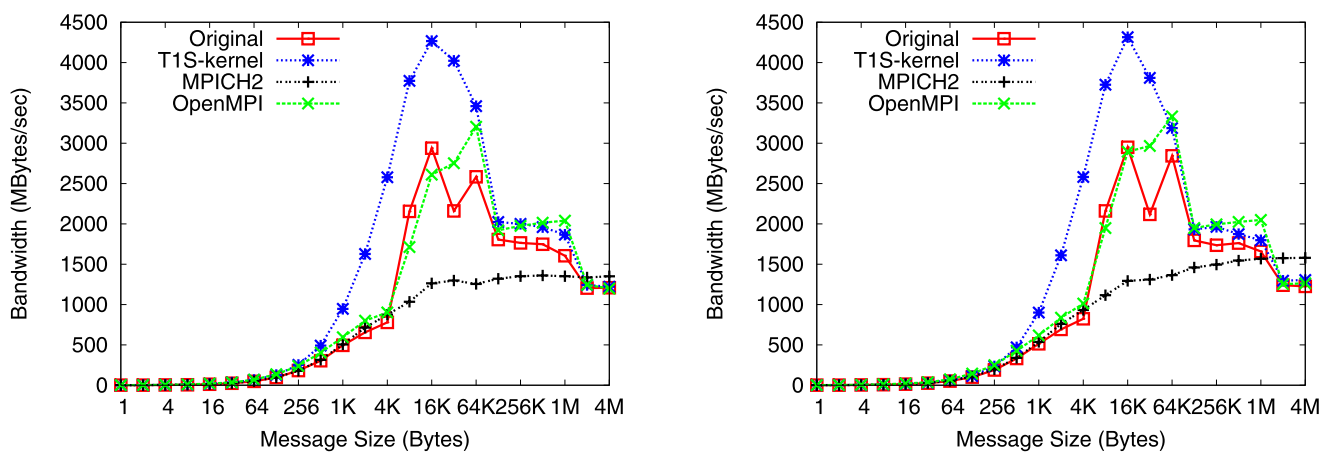 4500
4000
3500
3000
2500
2000
1500
1000
500
0
Bandwidth (MBytes/sec)
Original
T1S-kernel
MPICH2
OpenMPI
1 4 16 64 256 1K 4K 16K 64K 256K 1M 4M
Message Size (Bytes)
4500
4000
3500
3000
2500
2000
1500
1000
500
0
Bandwidth (MBytes/sec)
Original
T1S-kernel
MPICH2
OpenMPI
1 4 16 64 256 1K 4K 16K 64K 256K 1M 4M
Message Size (Bytes)